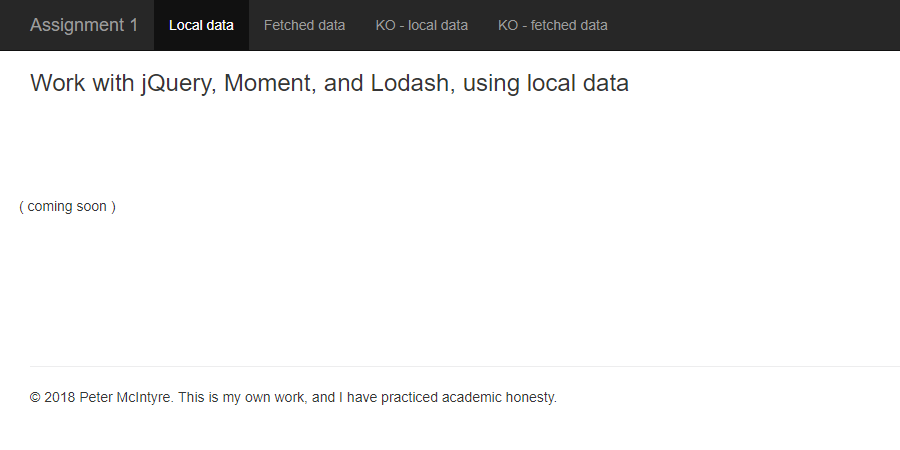 Assignment 1 Local data Fetched data KO - local data KO - fetched data
Work with jQuery, Moment, and Lodash, using local data
( coming soon )
© 2018 Peter McIntyre. This is my own work, and I have practiced academic honesty.